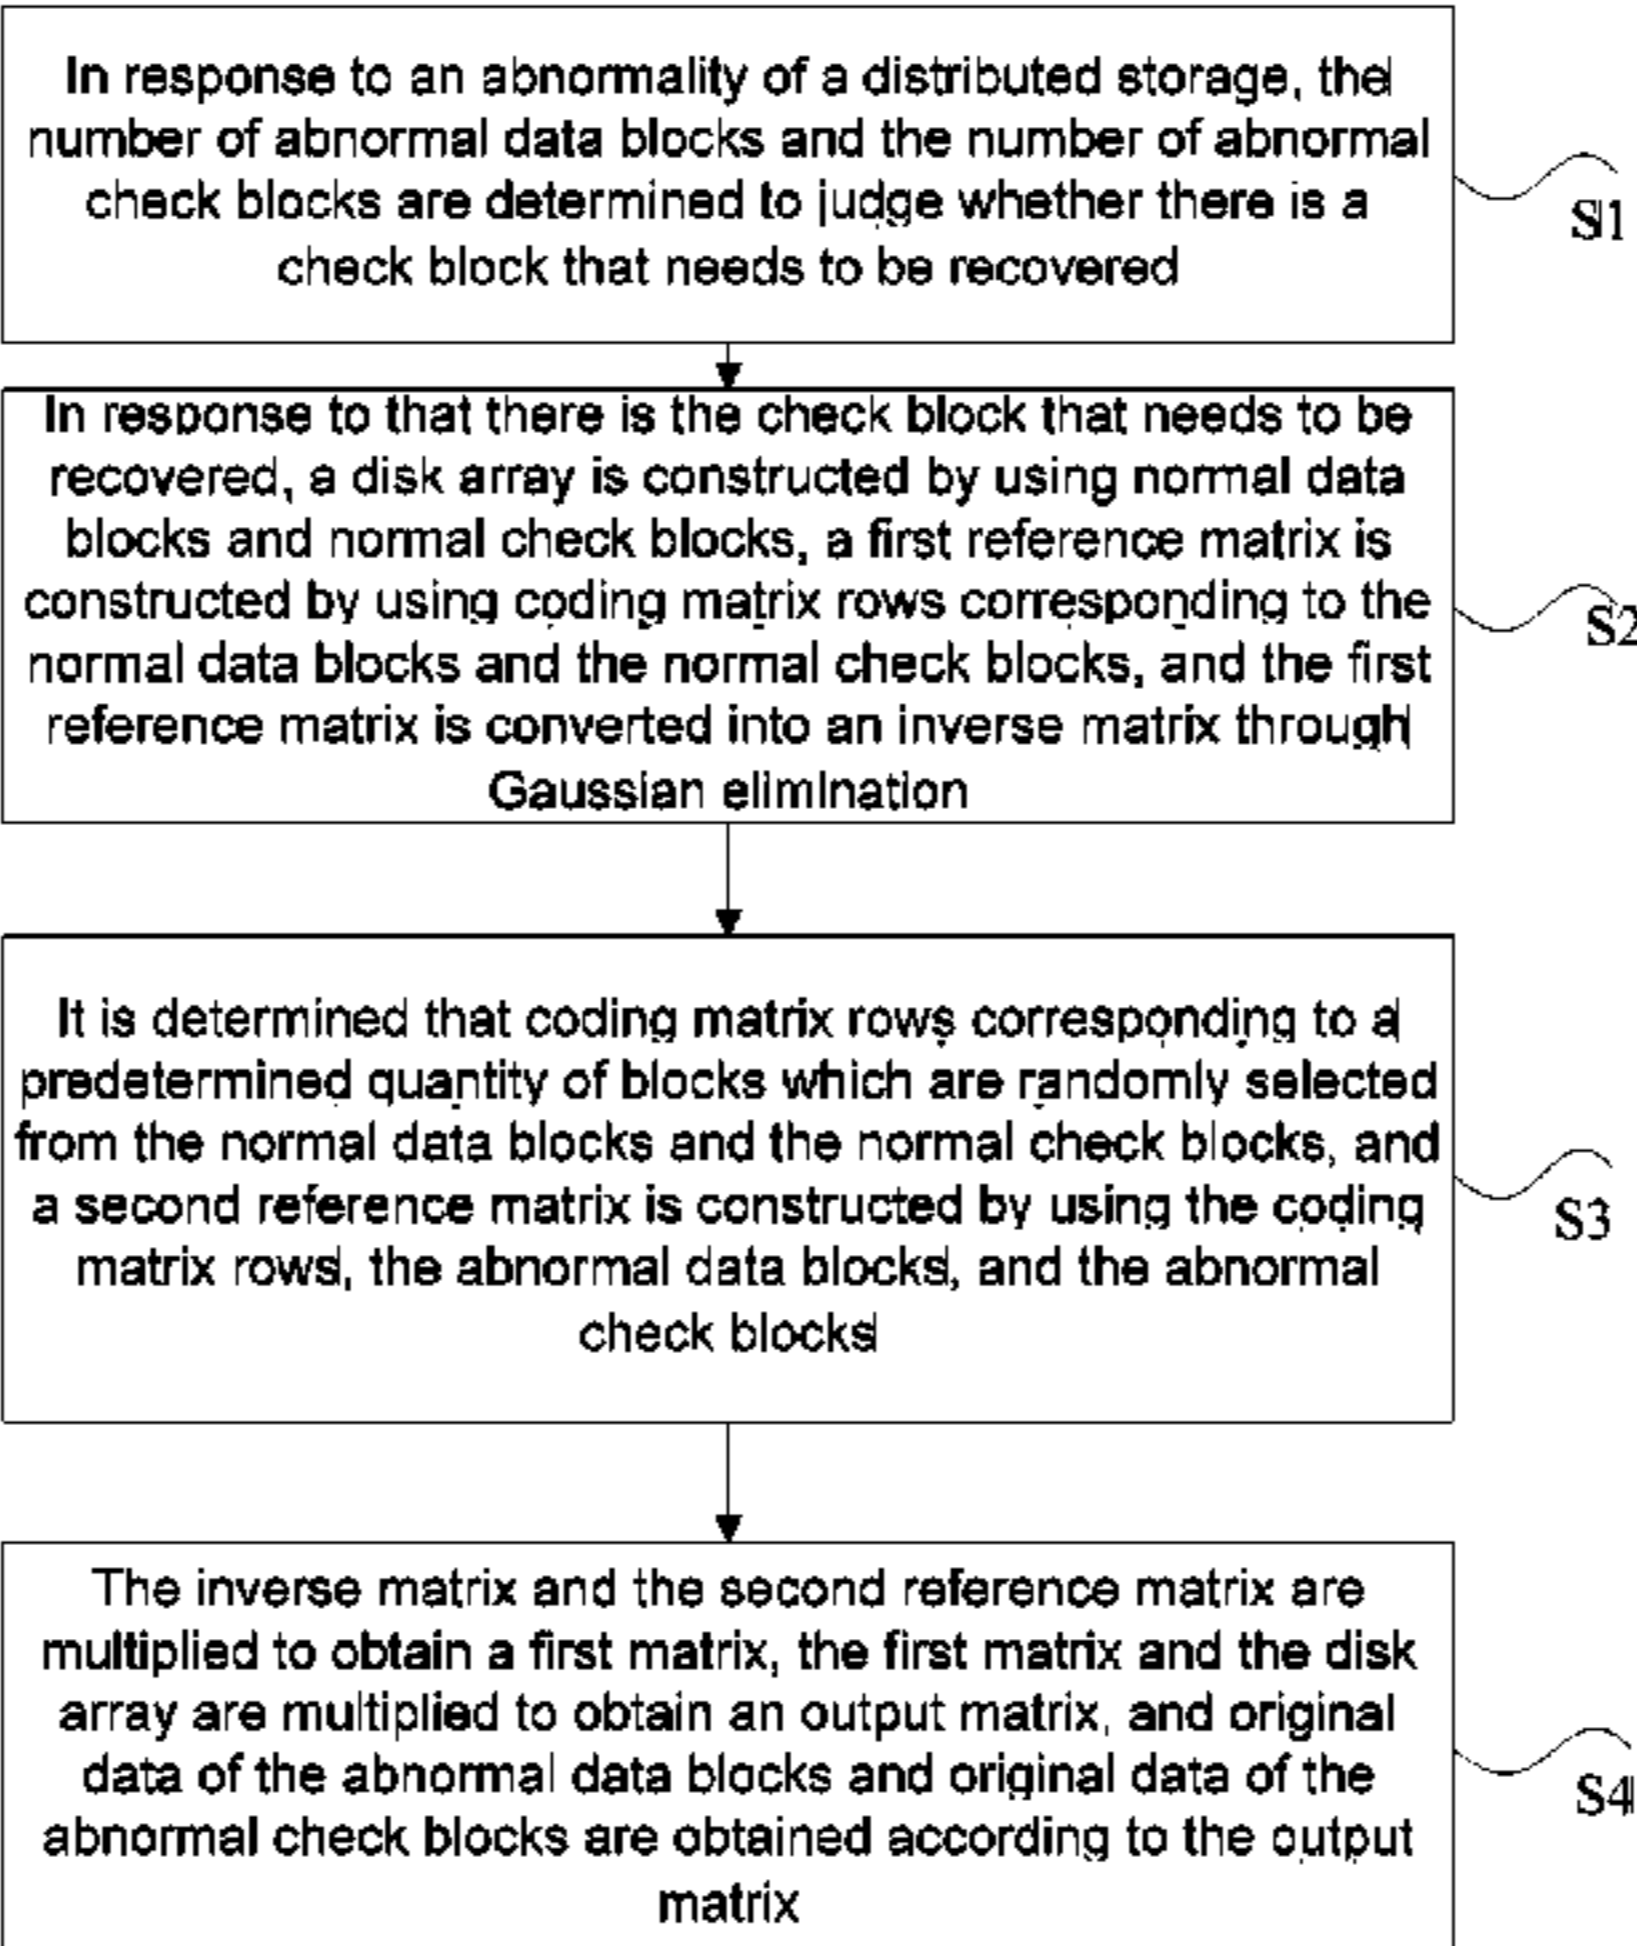 In response to an abnormality of a distributed storage, the
number of abnormal data blocks and the number of abnormal
check blocks are determined to judge whether there is a
check block that needs to be recovered
S1
In response to that there is the check block that needs to be
recovered, a disk array is constructed by using normal data
blocks and normal check blocks, a first reference matrix is
constructed by using coding matrix rows corresponding to the
normal data blocks and the normal check blocks, and the first
reference matrix is converted into an inverse matrix through
Gaussian elimination
S2
It is determined that coding matrix rows corresponding to a
predetermined quantity of blocks which are randomly selected
from the normal data blocks and the normal check blocks, and
a second reference matrix is constructed by using the coding
matrix rows, the abnormal data blocks, and the abnormal
check blocks
S3
The inverse matrix and the second reference matrix are
multiplied to obtain a first matrix, the first matrix and the disk
array are multiplied to obtain an output matrix, and original
data of the abnormal data blocks and original data of the
abnormal check blocks are obtained according to the output
matrix
S4